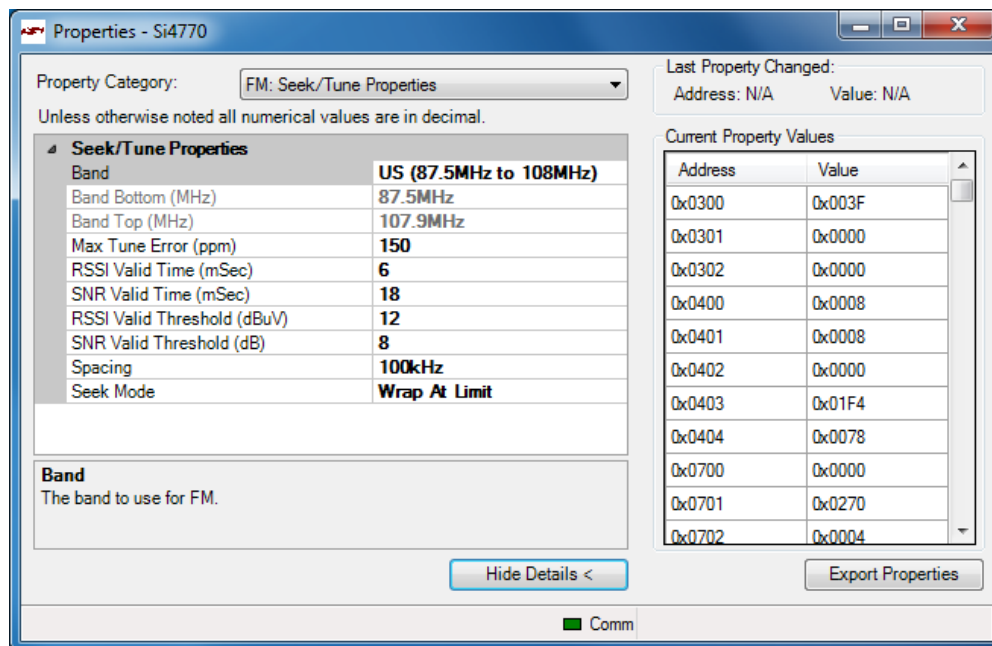 Properties - Si4770
Property Category:
FM: Seek/Tune Properties
Unless otherwise noted all numerical values are in decimal.
Seek/Tune Properties
Band US (87.5MHz to 108MHz)
Band Bottom (MHz) 87.5MHz
Band Top (MHz) 107.9MHz
Max Tune Error (ppm) 150
RSSI Valid Time (mSec) 6
SNR Valid Time (mSec) 18
RSSI Valid Threshold (dBuV) 12
SNR Valid Threshold (dB) 8
Spacing 100kHz
Seek Mode Wrap At Limit
Band
The band to use for FM.
Hide Details <
Last Property Changed:
Address: N/A Value: N/A
Current Property Values
Address Value
0x0300 0x003F
0x0301 0x0000
0x0302 0x0000
0x0400 0x0008
0x0401 0x0008
0x0402 0x0000
0x0403 0x01F4
0x0404 0x0078
0x0700 0x0000
0x0701 0x0270
0x0702 0x0004
Export Properties
Comm